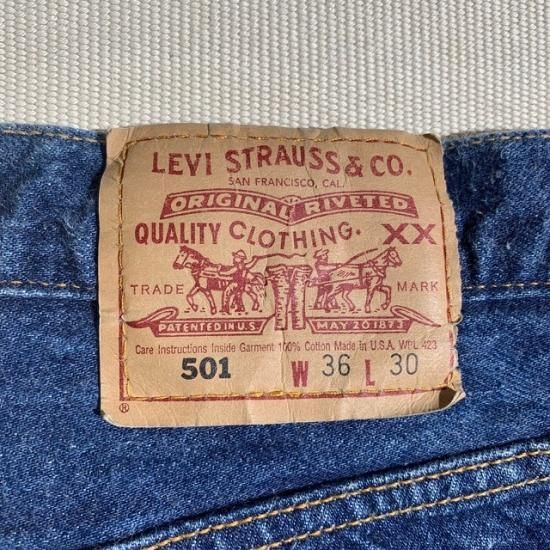 LEVI STRAUSS & CO.
SAN FRANCISCO, CAL.
ORIGINAL RIVETED
QUALITY CLOTHING. XX
TRADE MARK
PATENTED IN U.S. MAY 20 1873
Care Instructions Inside Garment 100% Cotton Made in U.S.A. WPL 423
501 W 36 L 30
®